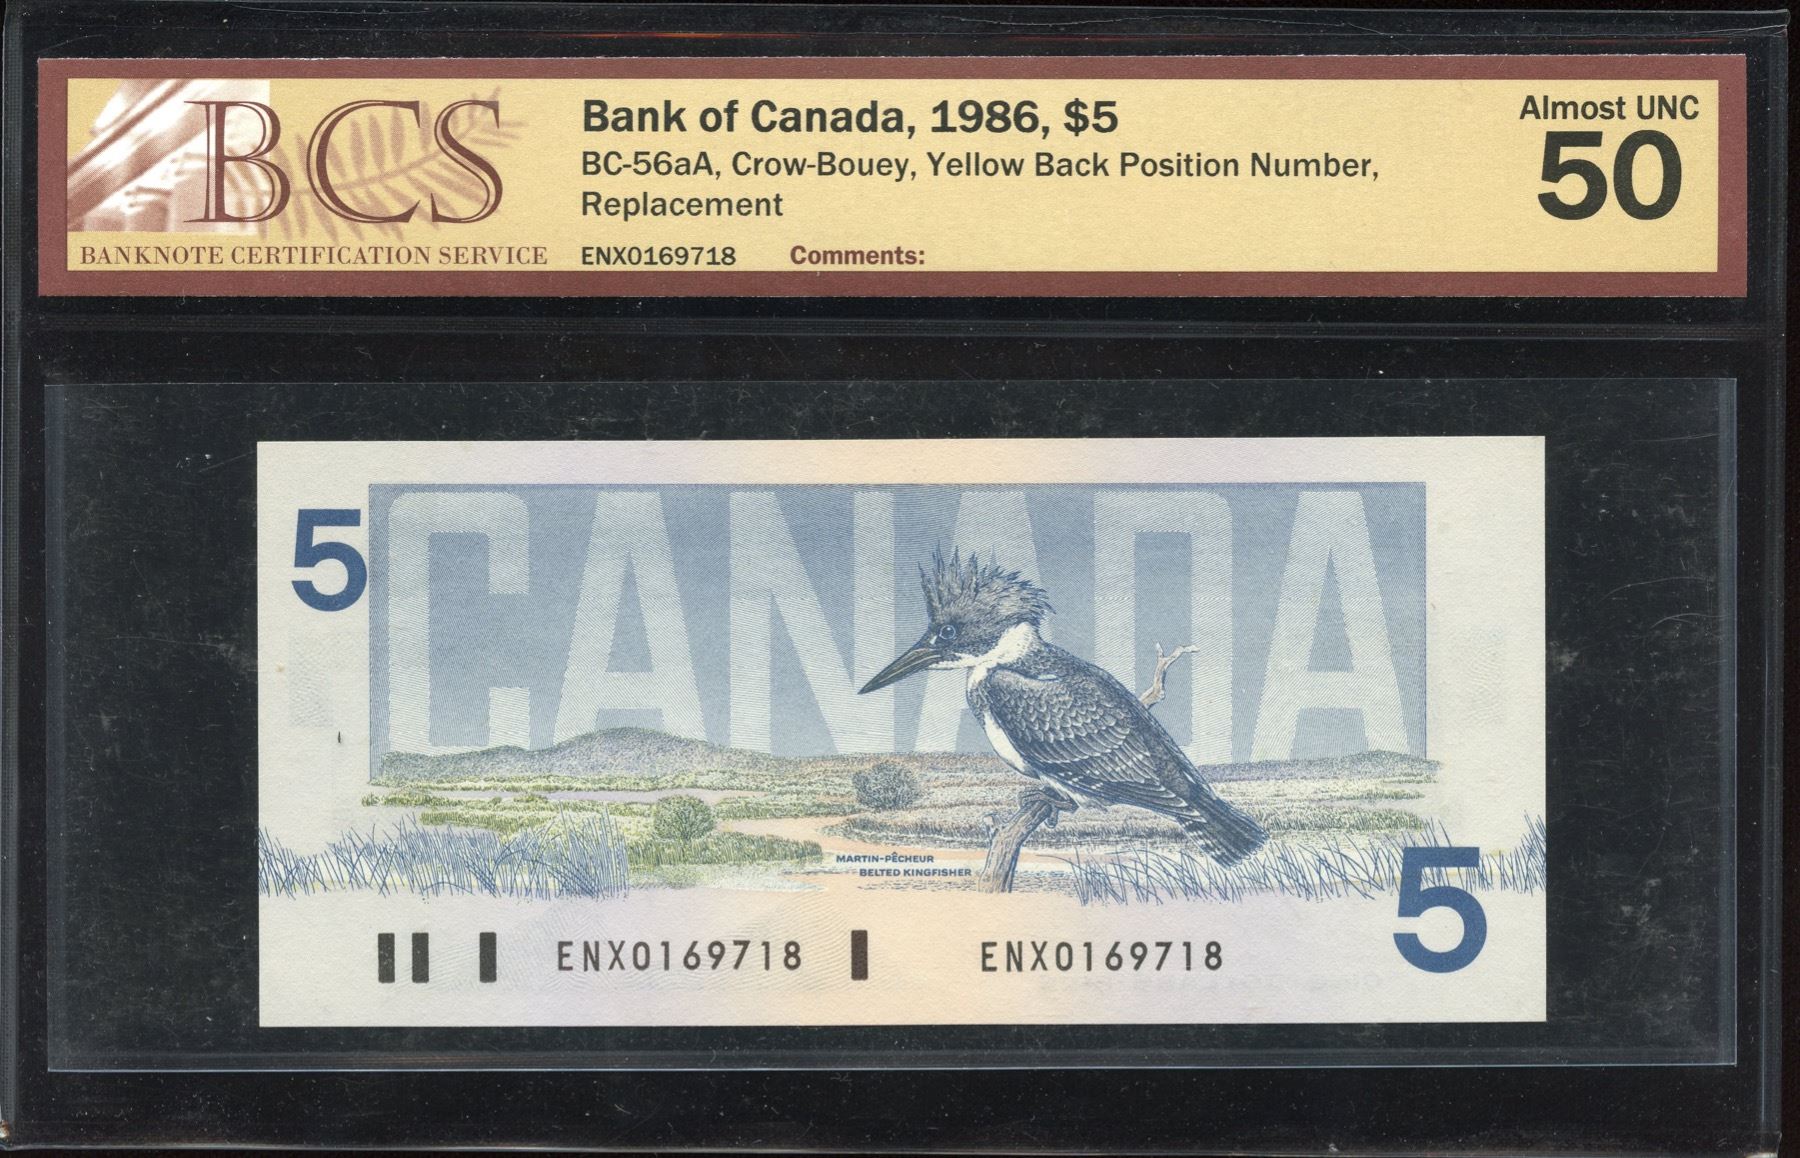 BCS
BANKNOTE CERTIFICATION SERVICE
Bank of Canada, 1986, $5
BC-56aA, Crow-Bouey, Yellow Back Position Number,
Replacement
ENX0169718 Comments:
Almost UNC
50
5
CANADA
MARTIN-PÊCHEUR
BELTED KINGFISHER
ENX0169718 ENX0169718
5